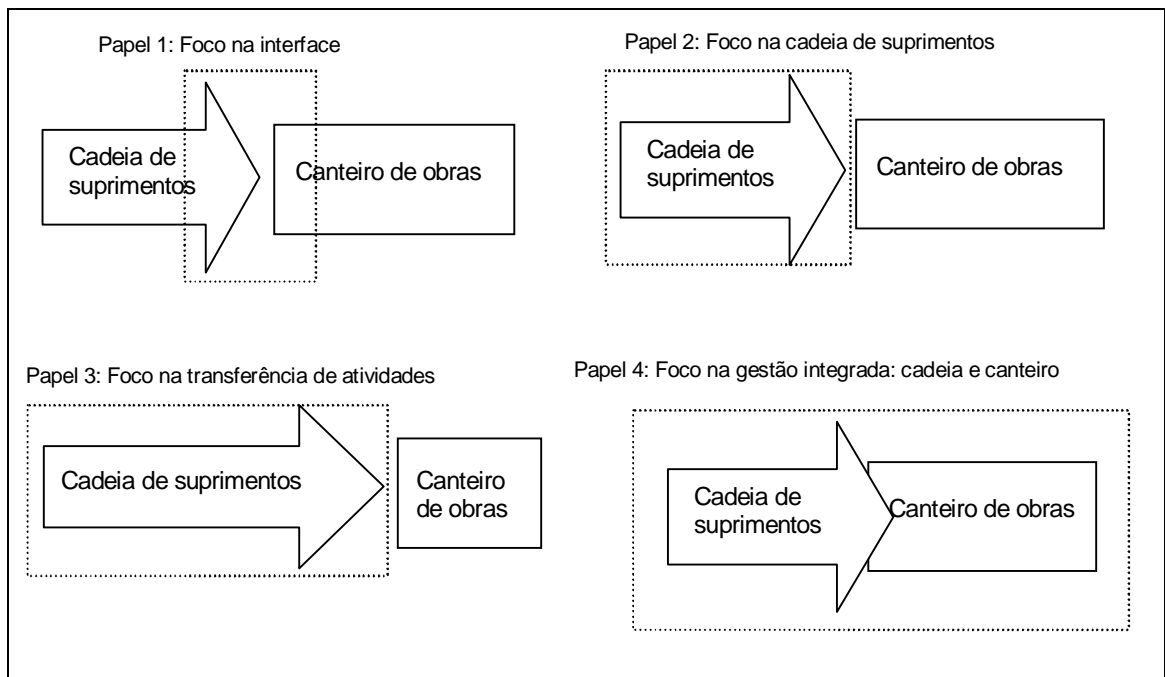 Papel 1: Foco na interface
Cadeia de
suprimentos
Canteiro de obras
Papel 2: Foco na cadeia de suprimentos
Cadeia de
suprimentos
Canteiro de obras
Papel 3: Foco na transferência de atividades
Cadeia de suprimentos
Canteiro
de obras
Papel 4: Foco na gestão integrada: cadeia e canteiro
Cadeia de
suprimentos
Canteiro de obras